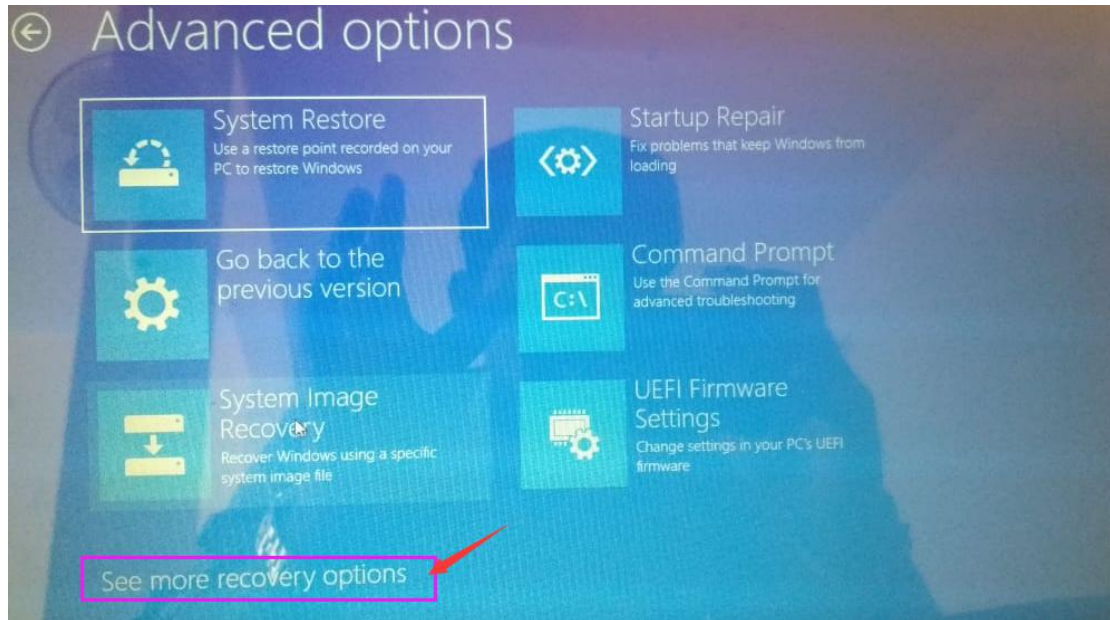 Advanced options
System Restore
Use a restore point recorded on your
PC to restore Windows
Startup Repair
Fix problems that keep Windows from
loading
Go back to the
previous version
Command Prompt
Use the Command Prompt for
advanced troubleshooting
C:\
System Image
Recovery
Recover Windows using a specific
system image file
UEFI Firmware
Settings
Change settings in your PC's UEFI
firmware
See more recovery options